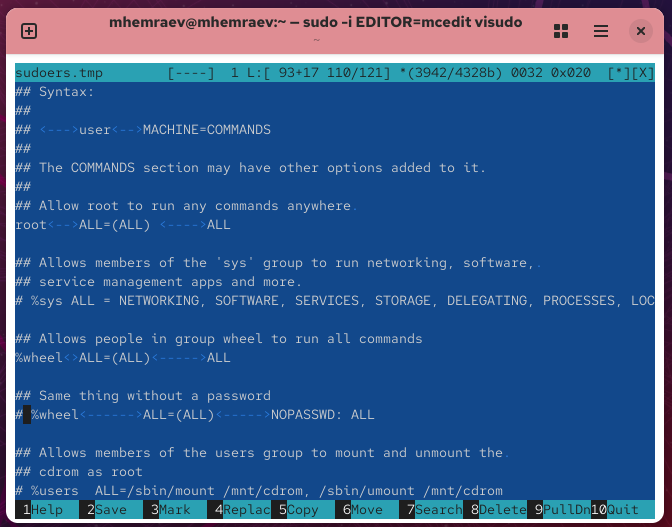 mhemraev@mhemraev:~ — sudo -i EDITOR=mcedit visudo
~
sudoers.tmp        [----]  1 L:[ 93+17 110/121] *(3942/4328b) 0032 0x020  [*][X]
## Syntax:
##
## <--->user<-->MACHINE=COMMANDS
##
## The COMMANDS section may have other options added to it.
##
## Allow root to run any commands anywhere.
root<-->ALL=(ALL) <---->ALL
## Allows members of the `sys' group to run networking, software,.
## service management apps and more.
# %sys ALL = NETWORKING, SOFTWARE, SERVICES, STORAGE, DELEGATING, PROCESSES, LOC
## Allows people in group wheel to run all commands
%wheel<>ALL=(ALL)<----->ALL
## Same thing without a password
# %wheel<------>ALL=(ALL)<----->NOPASSWD: ALL
## Allows members of the users group to mount and unmount the.
## cdrom as root
# %users  ALL=/sbin/mount /mnt/cdrom, /sbin/umount /mnt/cdrom
1Help  2Save  3Mark  4Replac 5Copy  6Move  7Search 8Delete 9PullDn 10Quit